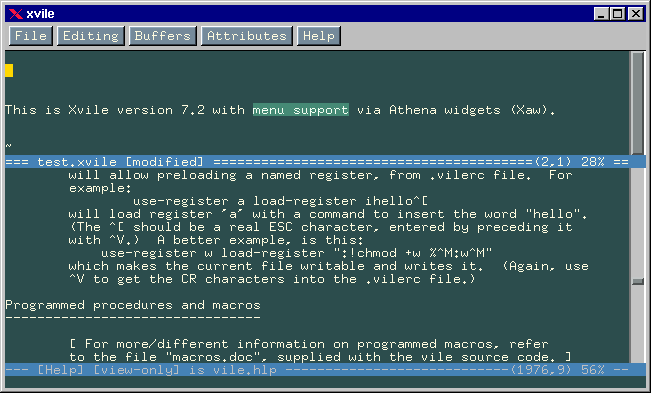 xvile
File Editing Buffers Attributes Help
This is Xvile version 7.2 with menu support via Athena widgets (Xaw).
~
=== test.xvile [modified] ========================================(2,1) 28% ==
will allow preloading a named register, from .vilerc file.  For
example:
use-register a load-register ihello^[
will load register 'a' with a command to insert the word "hello".
(The ^[ should be a real ESC character, entered by preceding it
with ^V.)  A better example, is this:
use-register w load-register ":!chmod +w %^M:w^M"
which makes the current file writable and writes it.  (Again, use
^V to get the CR characters into the .vilerc file.)
Programmed procedures and macros
--------------------------------
[ For more/different information on programmed macros, refer
to the file "macros.doc", supplied with the vile source code. ]
--- [Help] [view-only] is vile.hlp -----------------------------(1976,9) 56% --